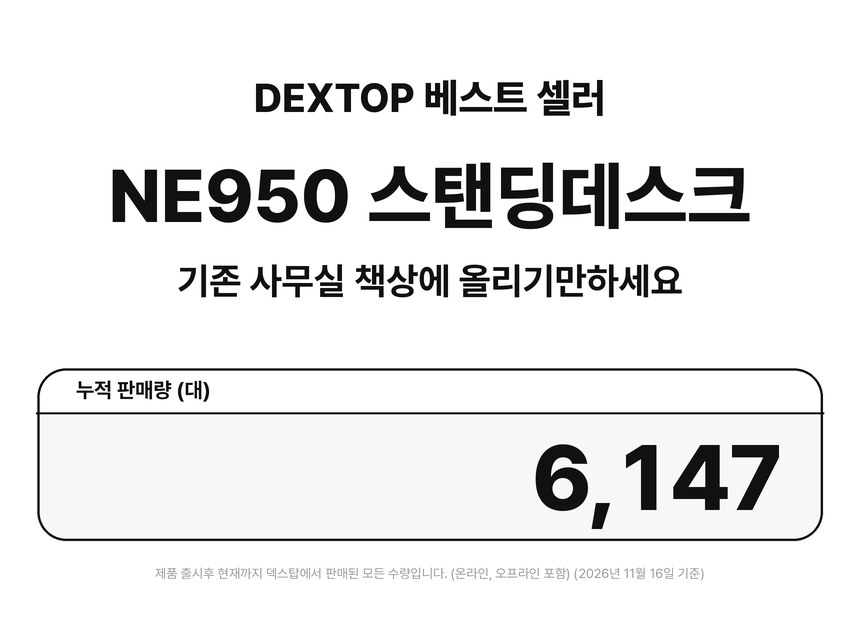 DEXTOP 베스트 셀러
NE950 스탠딩데스크
기존 사무실 책상에 올리기만하세요
누적 판매량 (대)
6,147
제품 출시후 현재까지 덱스탑에서 판매된 모든 수량입니다. (온라인, 오프라인 포함) (2026년 11월 16일 기준)